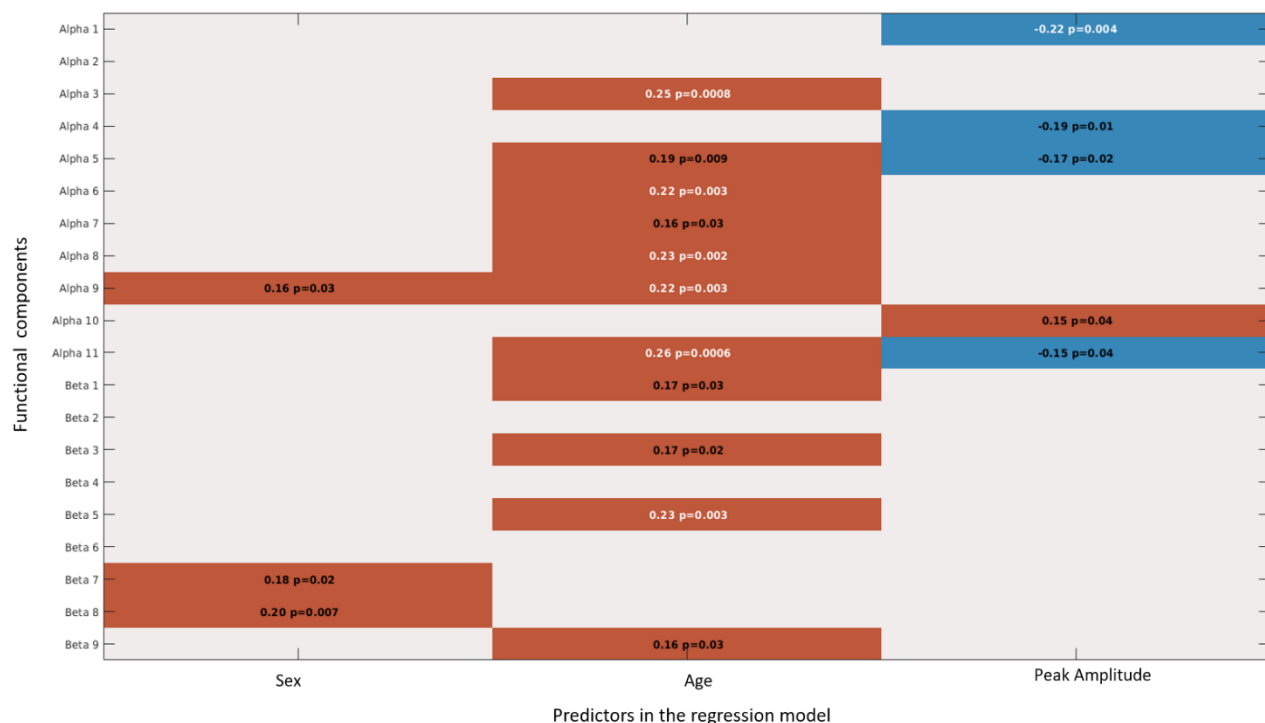 Alpha 1
-0.22 p=0.004
Alpha 2
Alpha 3
0.25 p=0.0008
Alpha 4
-0.19 p=0.01
Alpha 5
0.19 p=0.009
-0.17 p=0.02
Alpha 6
0.22 p=0.003
Alpha 7
0.16 p=0.03
Alpha 8
0.23 p=0.002
Alpha 9
0.16 p=0.03
0.22 p=0.003
Alpha 10
0.15 p=0.04
Alpha 11
0.26 p=0.0006
-0.15 p=0.04
Beta 1
0.17 p=0.03
Beta 2
Beta 3
0.17 p=0.02
Beta 4
Beta 5
0.23 p=0.003
Beta 6
Beta 7
0.18 p=0.02
Beta 8
0.20 p=0.007
Beta 9
0.16 p=0.03
Functional components
Sex
Age
Peak Amplitude
Predictors in the regression model